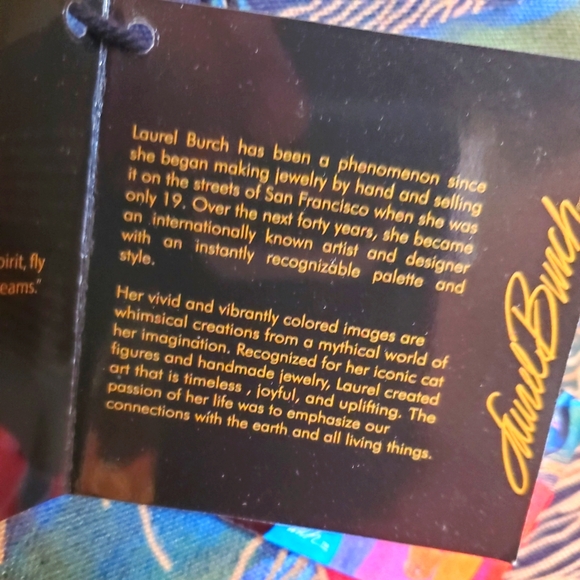 pirit, fly
eams."
Laurel Burch has been a phenomenon since
she began making jewelry by hand and selling
it on the streets of San Francisco when she was
only 19. Over the next forty years, she became
an internationally known artist and designer
with an instantly recognizable palette and
style.
Her vivid and vibrantly colored images are
whimsical creations from a mythical world of
her imagination. Recognized for her iconic cat
figures and handmade jewelry, Laurel created
art that is timeless , joyful, and uplifting. The
passion of her life was to emphasize our
connections with the earth and all living things.
Laurel Burch